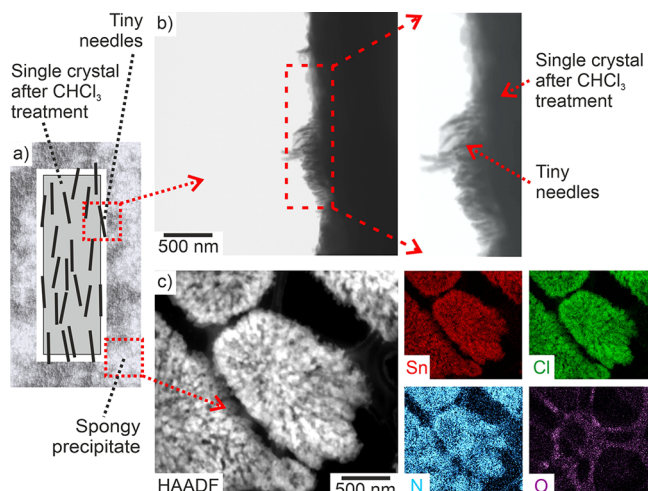 Tiny
needles
b)
Single crystal
after CHCl₃
treatment
a)
500 nm
Single crystal
after CHCl₃
treatment
Tiny
needles
c)
HAADF
500 nm
Sn
Cl
N
O
Spongy
precipitate